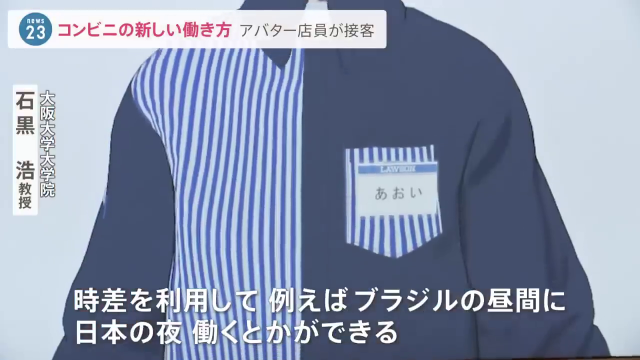 news
23
コンビニの新しい働き方 アバター店員が接客
大阪大学大学院
石黒 浩 教授
LAWSON
あおい
時差を利用して 例えばブラジルの昼間に
日本の夜 働くとかができる